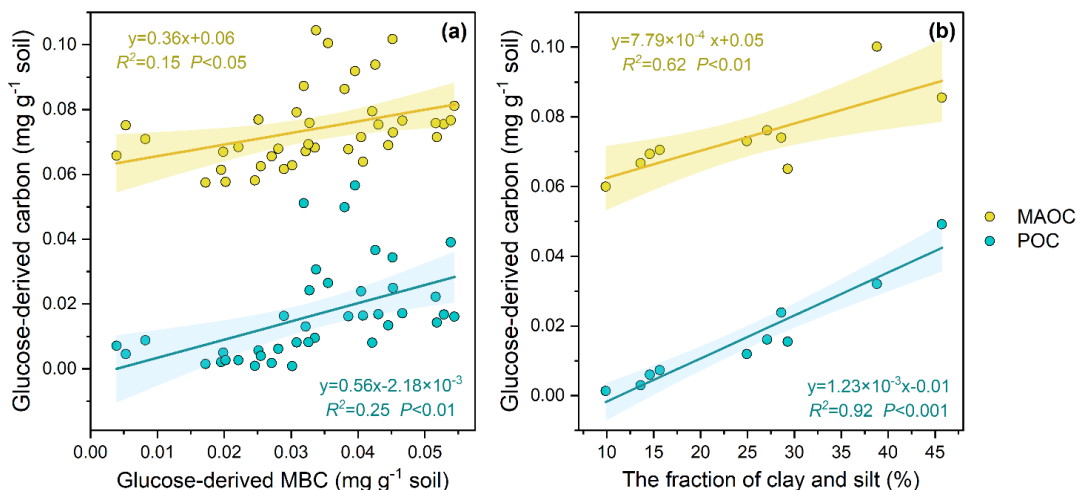 (a)
y=0.36x+0.06
R²=0.15 P<0.05
y=0.56x-2.18×10⁻³
R²=0.25 P<0.01
0.10
0.08
0.06
0.04
0.02
0.00
Glucose-derived carbon (mg g⁻¹ soil)
0.00 0.01 0.02 0.03 0.04 0.05
Glucose-derived MBC (mg g⁻¹ soil)
(b)
y=7.79×10⁻⁴ x+0.05
R²=0.62 P<0.01
y=1.23×10⁻³x-0.01
R²=0.92 P<0.001
0.10
0.08
0.06
0.04
0.02
0.00
Glucose-derived carbon (mg g⁻¹ soil)
10 15 20 25 30 35 40 45
The fraction of clay and silt (%)
MAOC
POC